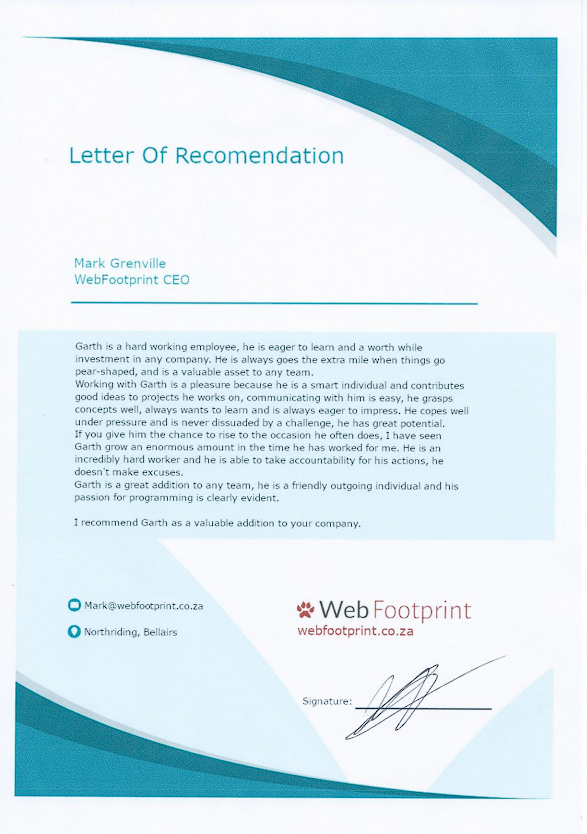 Letter Of Recomendation
Mark Grenville
WebFootprint CEO
Garth is a hard working employee, he is eager to learn and a worth while
investment in any company. He is always goes the extra mile when things go
pear-shaped, and is a valuable asset to any team.
Working with Garth is a pleasure because he is a smart individual and contributes
good ideas to projects he works on, communicating with him is easy, he grasps
concepts well, always wants to learn and is always eager to impress. He copes well
under pressure and is never dissuaded by a challenge, he has great potential.
If you give him the chance to rise to the occasion he often does, I have seen
Garth grow an enormous amount in the time he has worked for me. He is an
incredibly hard worker and he is able to take accountability for his actions, he
doesn't make excuses.
Garth is a great addition to any team, he is a friendly outgoing individual and his
passion for programming is clearly evident.
I recommend Garth as a valuable addition to your company.
Mark@webfootprint.co.za
Northriding, Bellairs
WebFootprint
webfootprint.co.za
Signature: